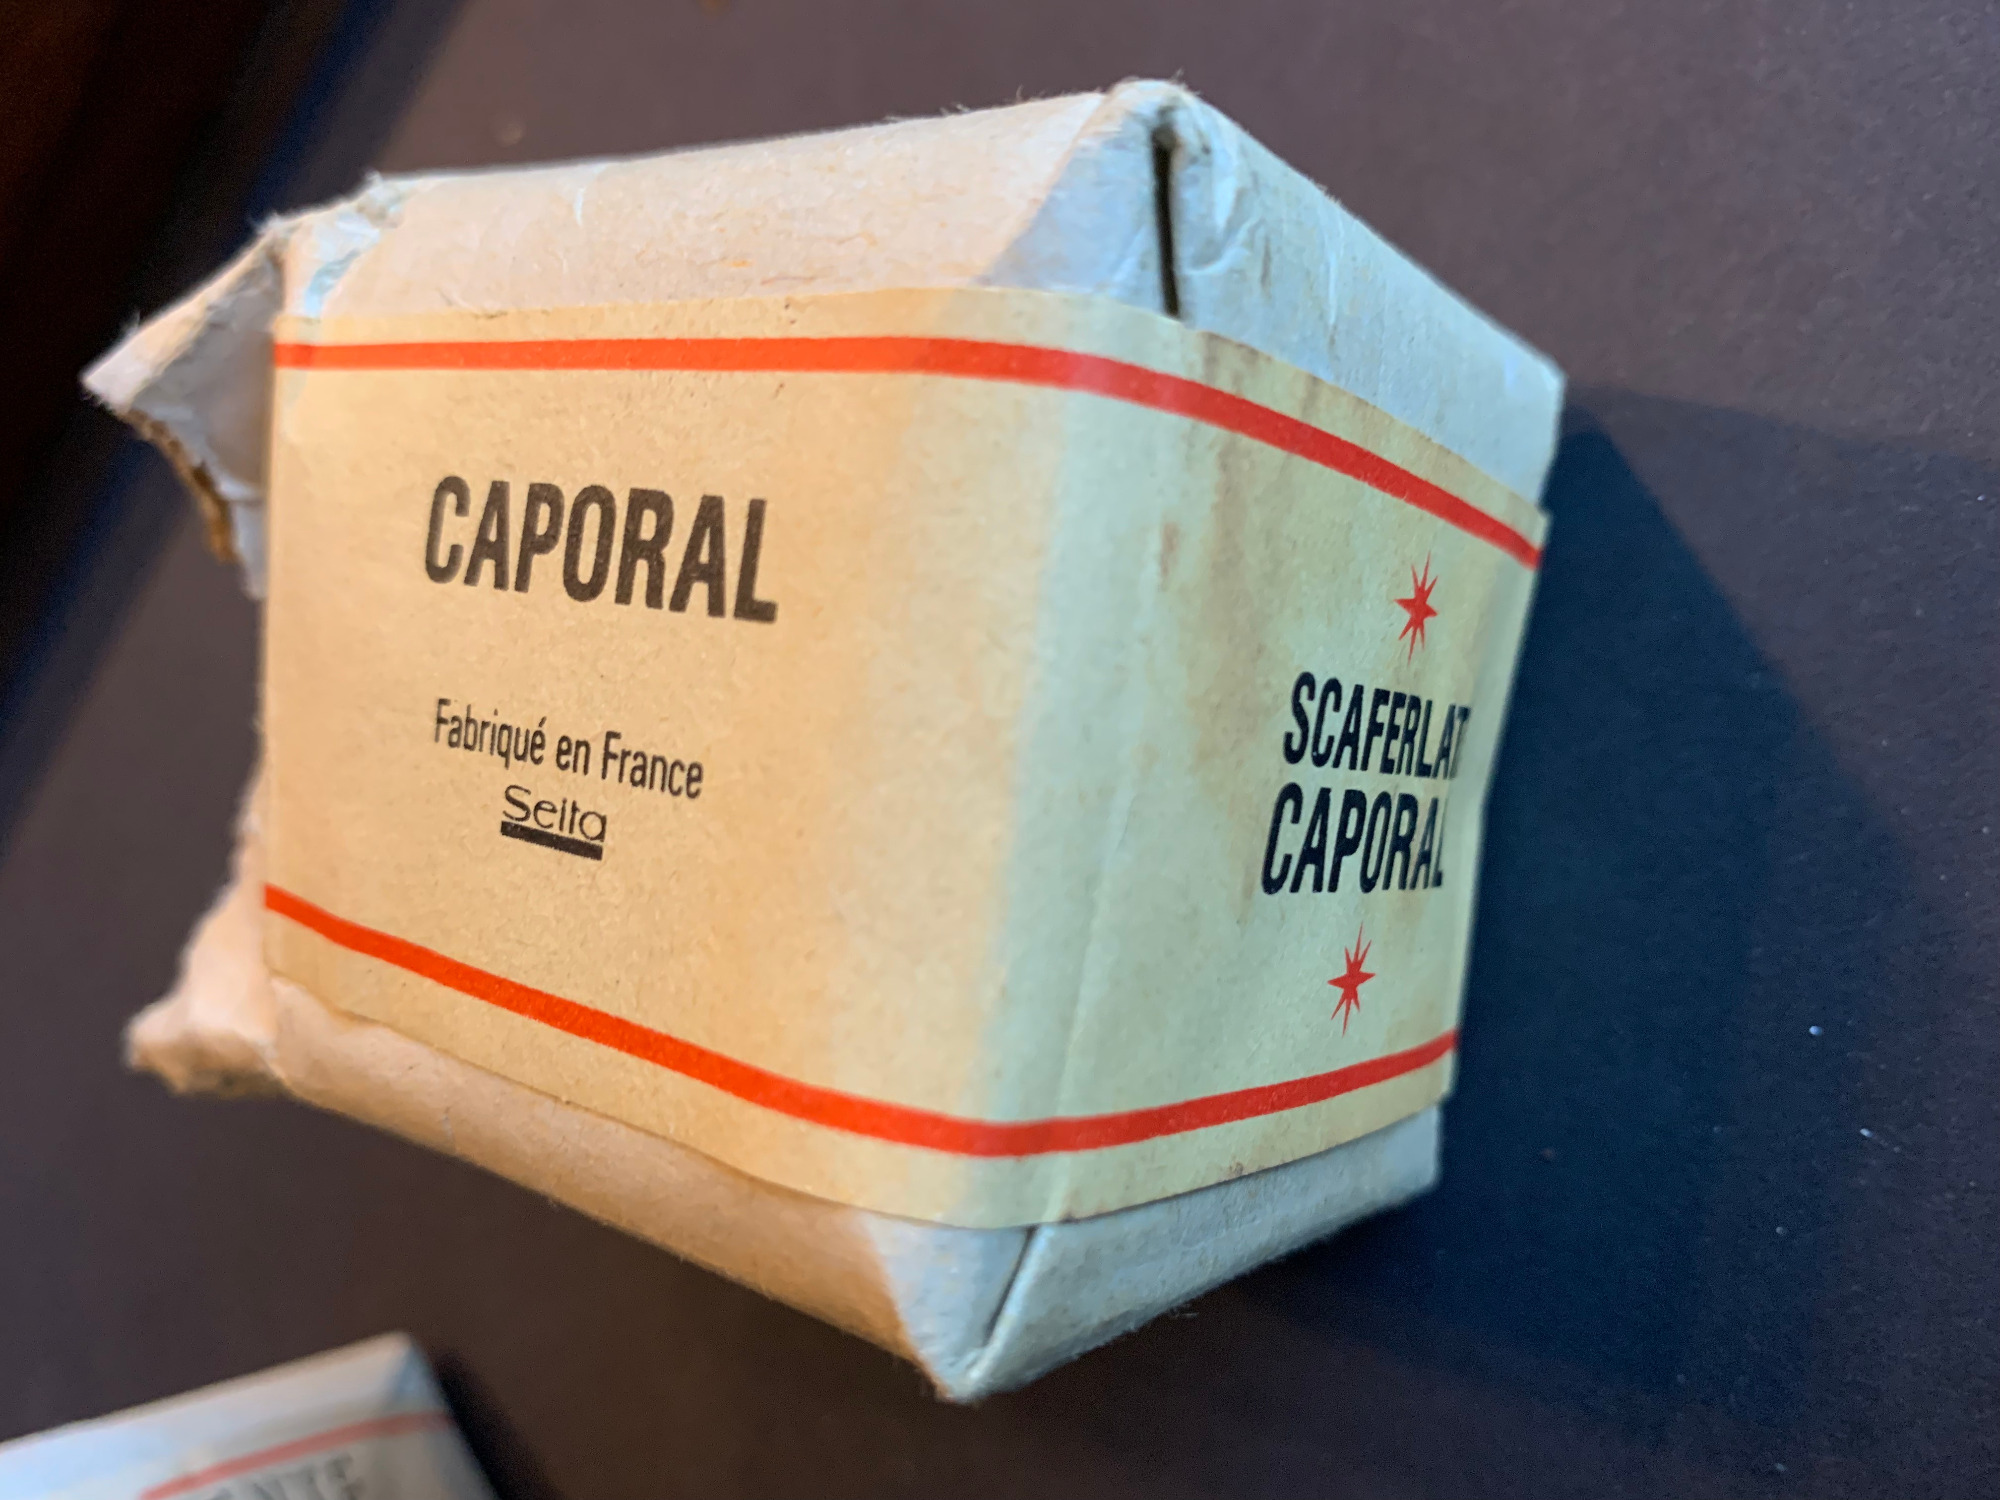 CAPORAL
Fabriqué en France
Seita
SCAFERLAT
CAPORAL